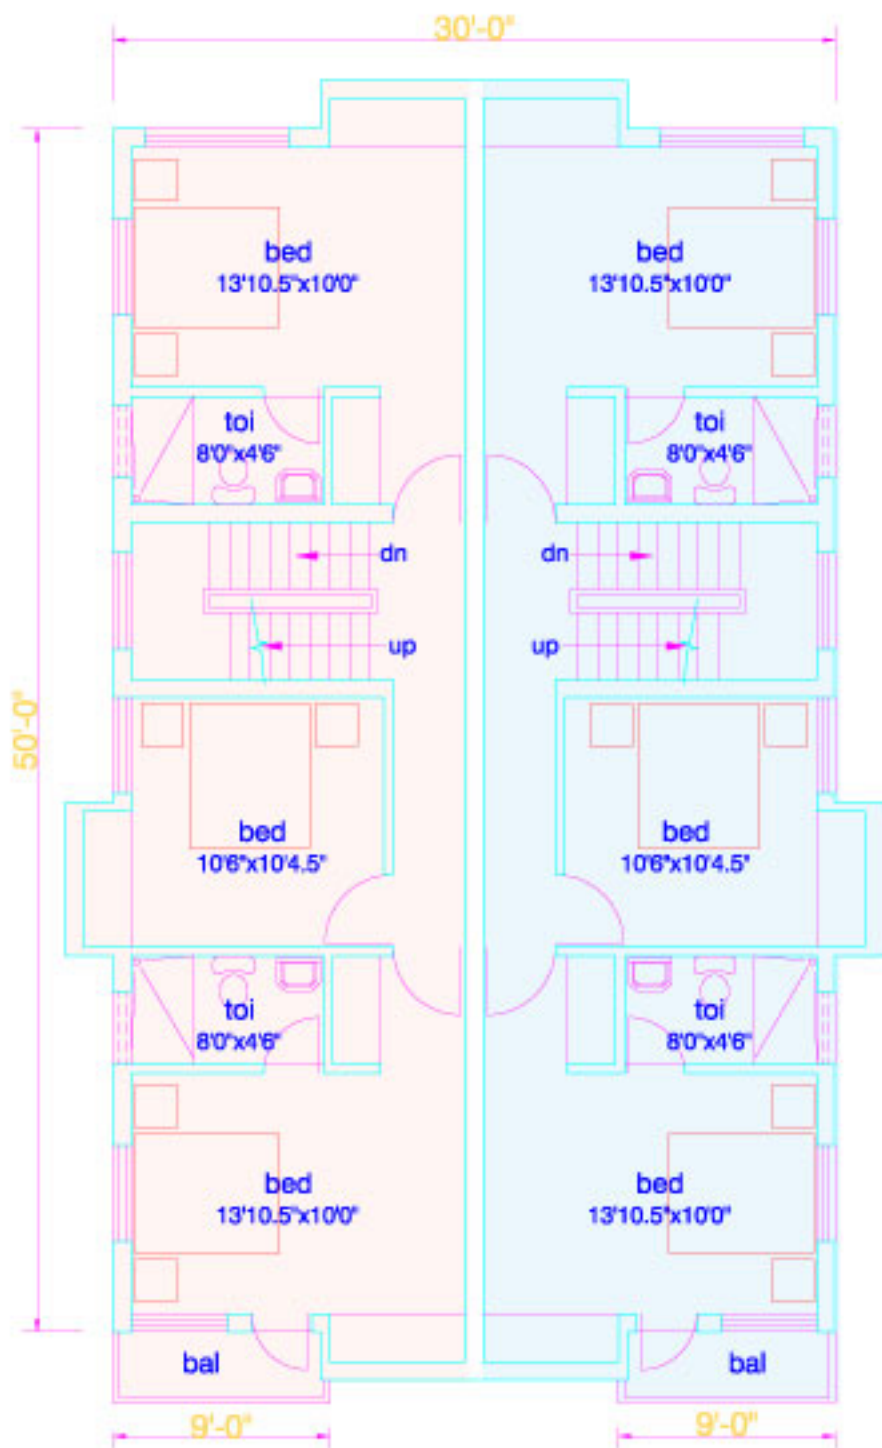 30'-0"
bed
13'10.5"x10'0"
bed
13'10.5"x10'0"
toi
8'0"x4'6"
toi
8'0"x4'6"
dn
dn
up
up
50'-0"
bed
10'6"x10'4.5"
bed
10'6"x10'4.5"
toi
8'0"x4'6"
toi
8'0"x4'6"
bed
13'10.5"x10'0"
bed
13'10.5"x10'0"
bal
bal
9'-0"
9'-0"